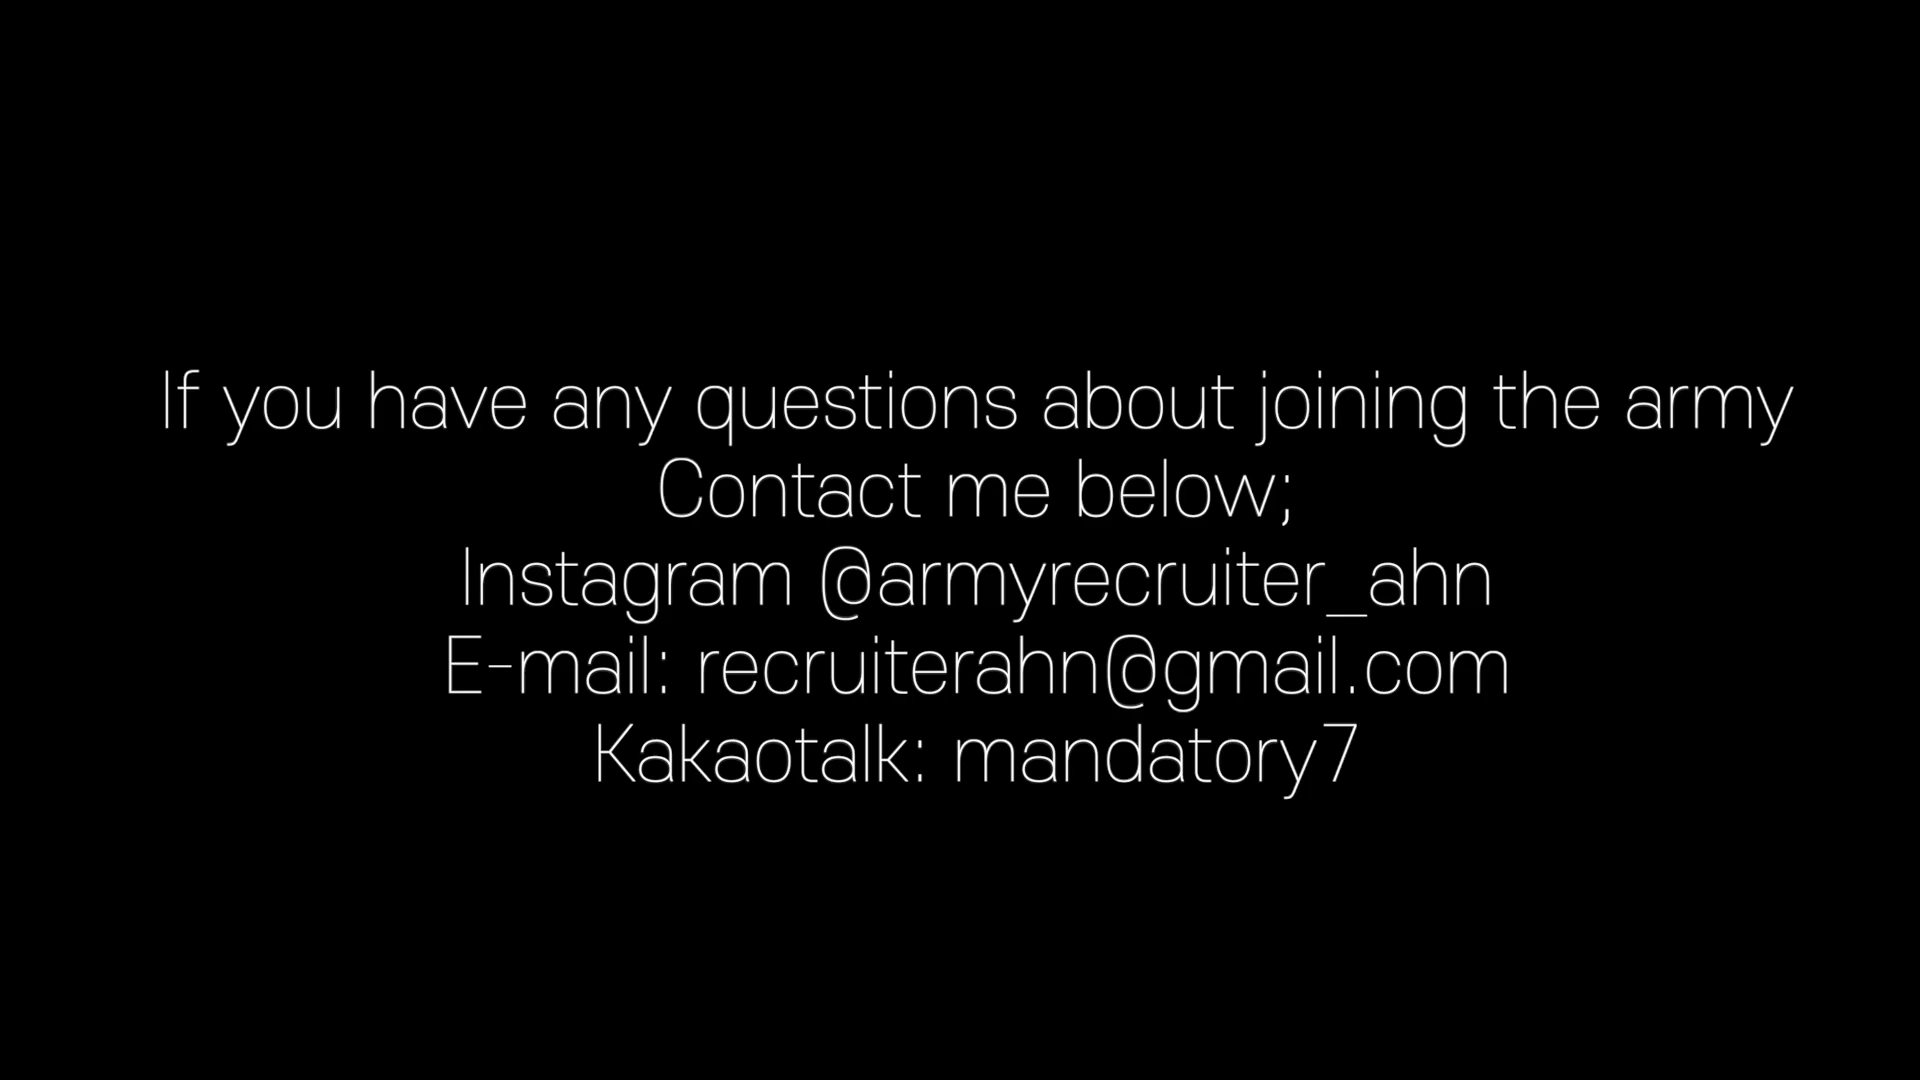 If you have any questions about joining the army
Contact me below;
Instagram @armyrecruiter_ahn
E-mail: recruiterahn@gmail.com
Kakaotalk: mandatory7